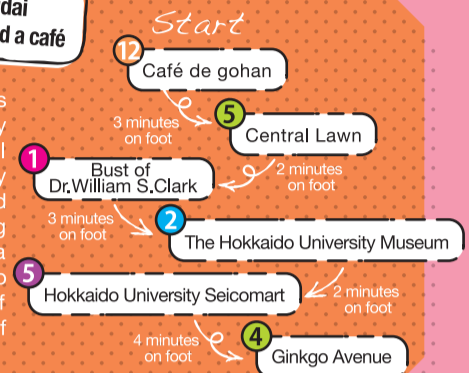 dai
d a café
Start
12
Café de gohan
3 minutes
on foot
5
Central Lawn
2 minutes
on foot
1
Bust of
Dr.William S.Clark
3 minutes
on foot
2
The Hokkaido University Museum
2 minutes
on foot
5
Hokkaido University Seicomart
4 minutes
on foot
4
Ginkgo Avenue